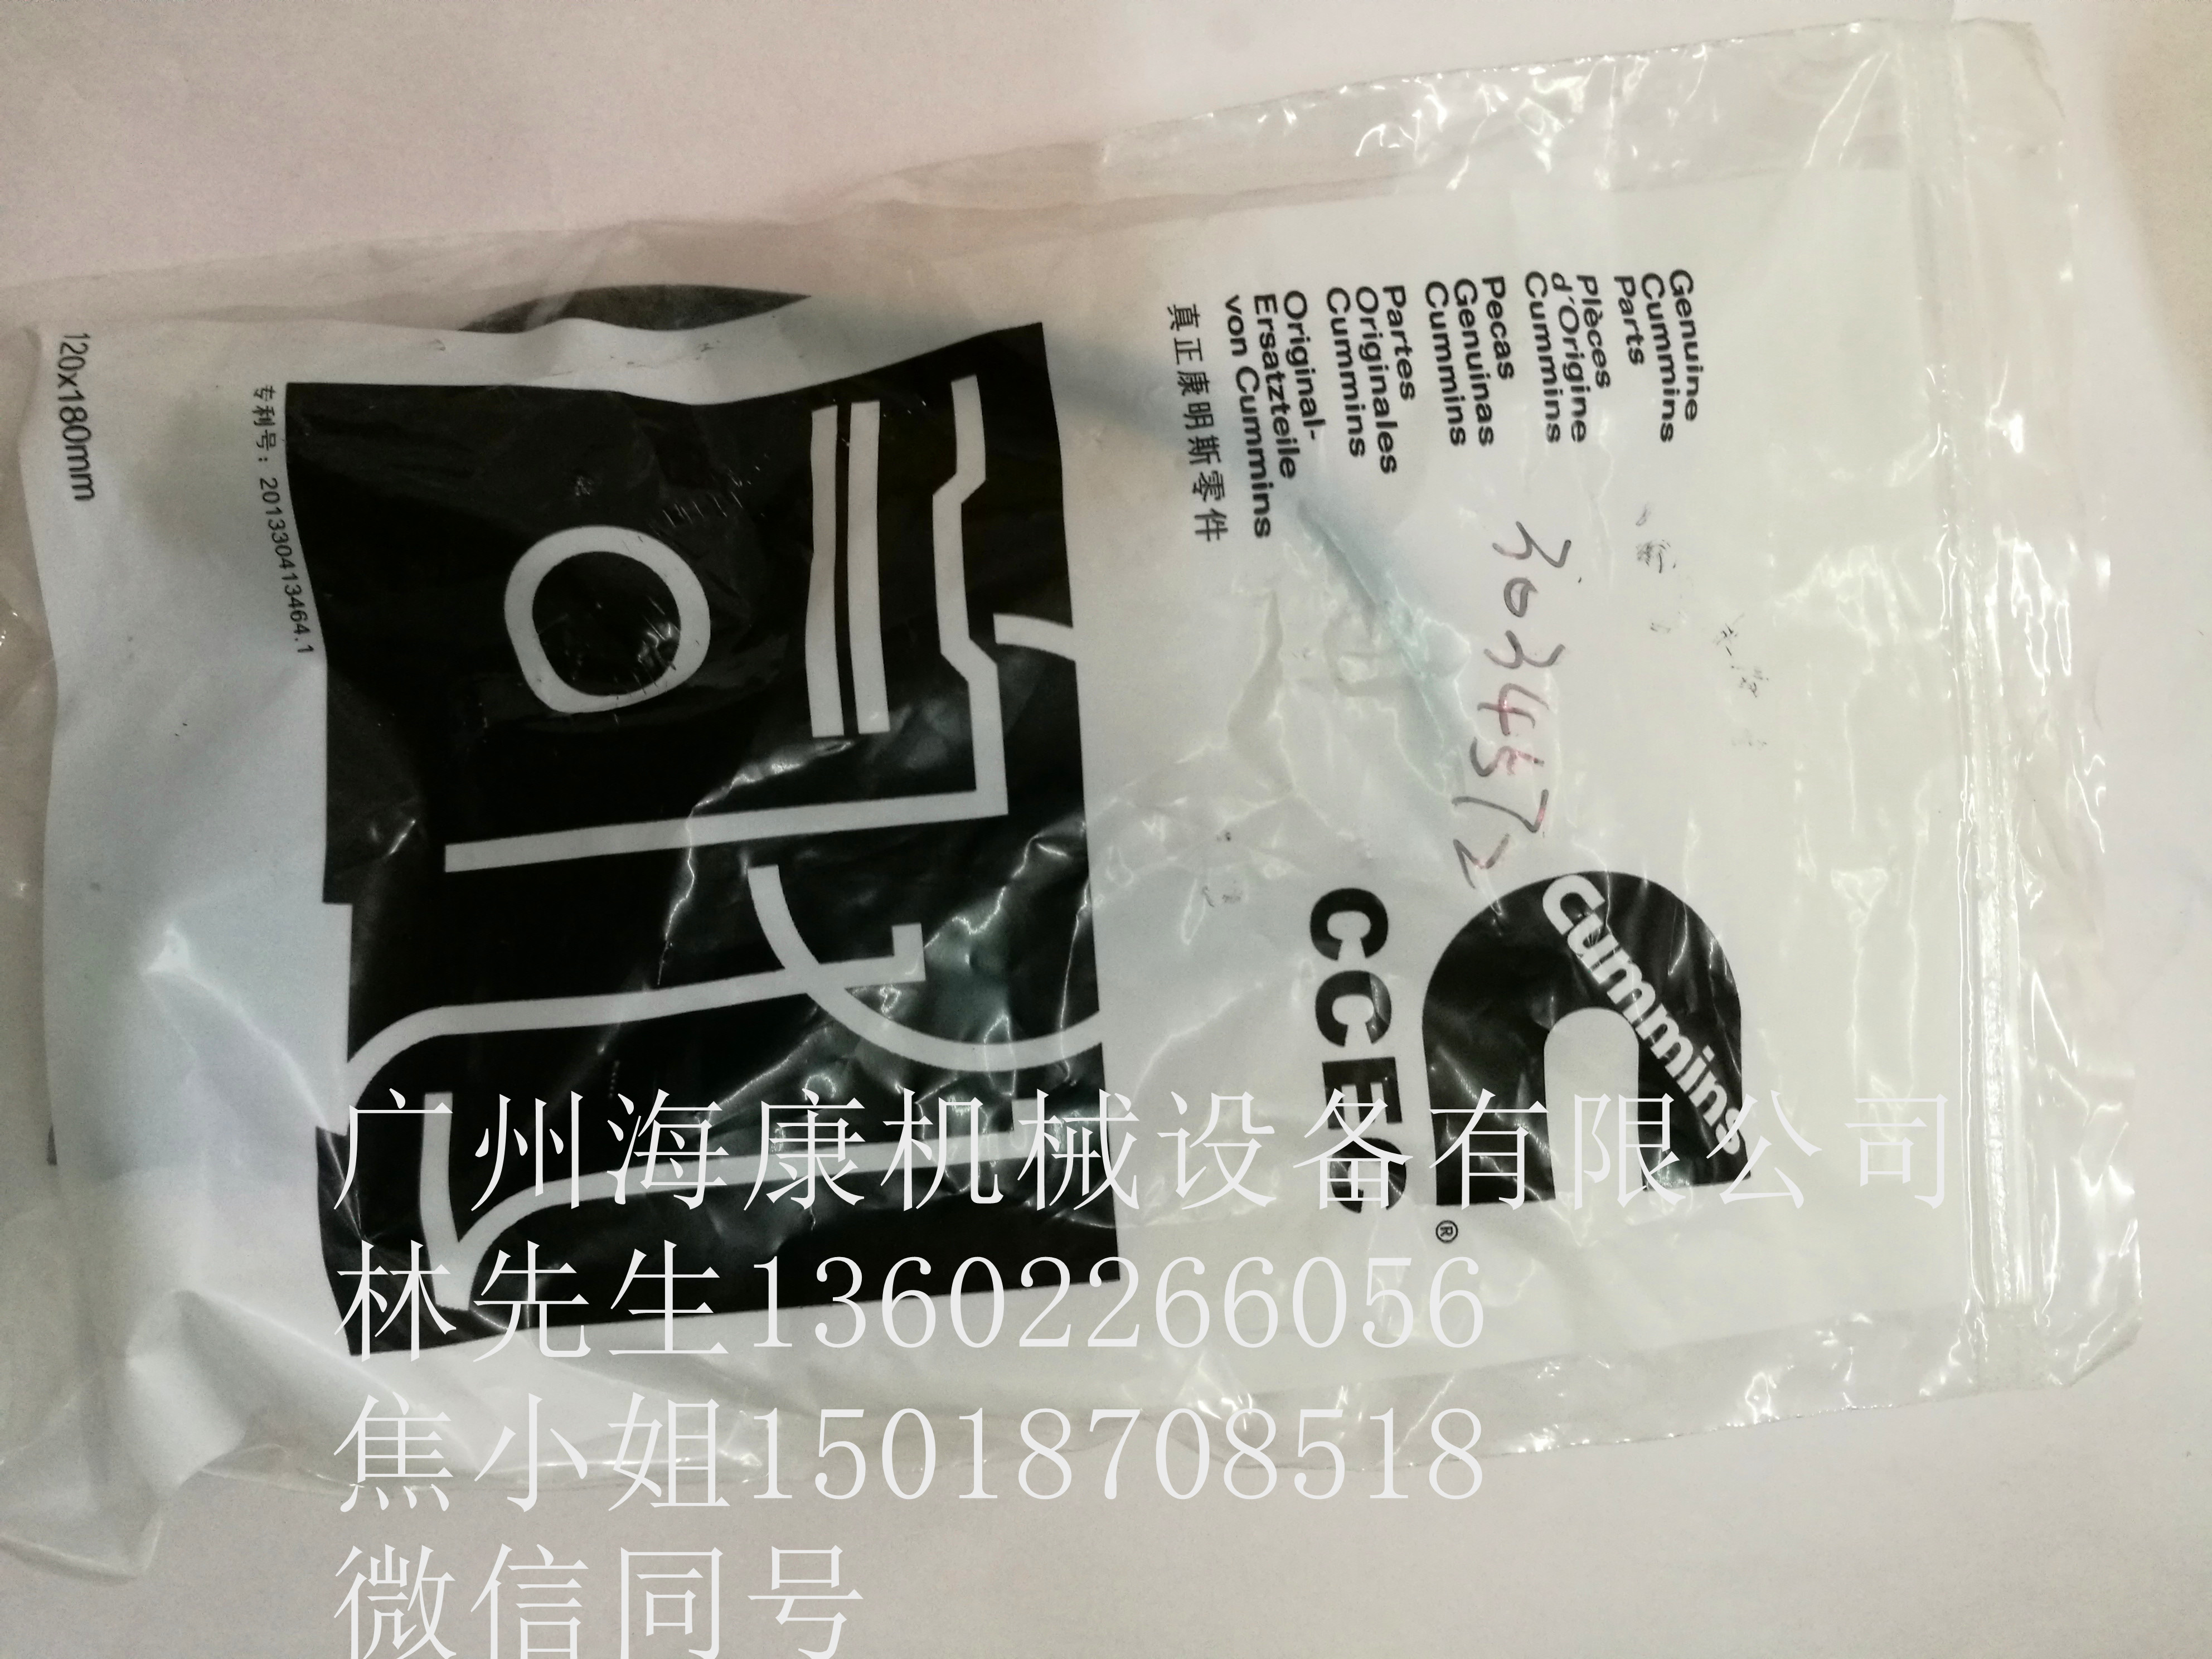 Genuine
Cummins
Parts
Pièces
d'Origine
Cummins
Pecas
Genuinas
Cummins
Partes
Originales
Cummins
Original-
Ersatzteile
von Cummins
真正康明斯零件
3034572
Cummins
CCEC
®
专利号：201330413464.1
120x180mm
广州海康机械设备有限公司
林先生13602266056
焦小姐15018708518
微信同号